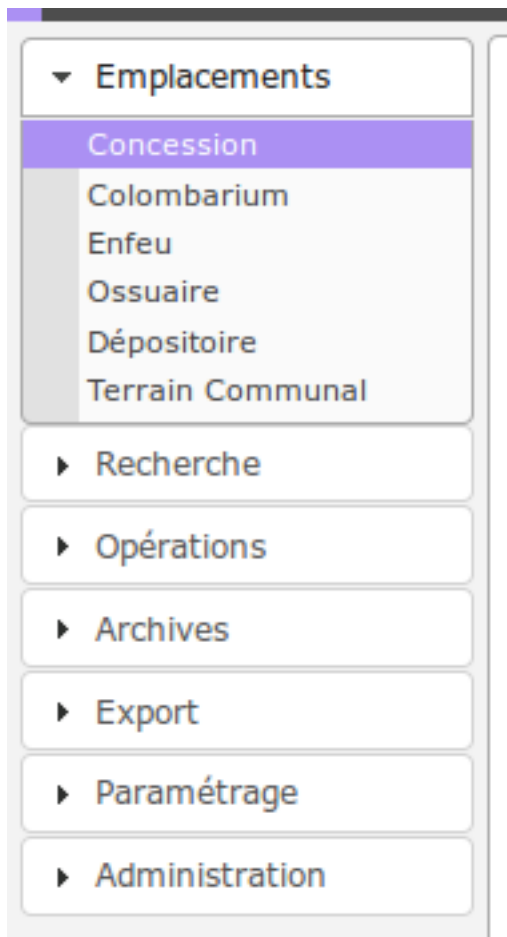 Emplacements
Concession
Colombarium
Enfeu
Ossuaire
Dépositoire
Terrain Communal
Recherche
Opérations
Archives
Export
Paramétrage
Administration